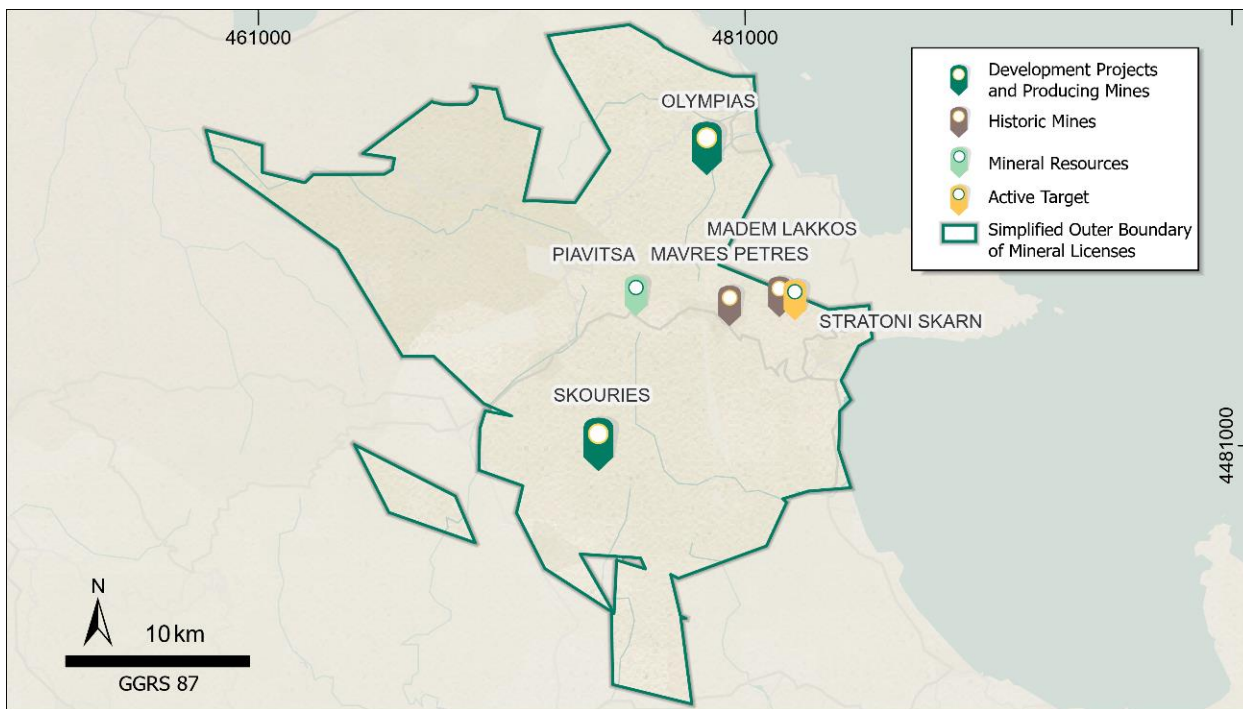 461000
481000
Development Projects
and Producing Mines
Historic Mines
Mineral Resources
Active Target
Simplified Outer Boundary
of Mineral Licenses
OLYMPIAS
MADEM LAKKOS
PIAVITSA
MAVRES PETRES
STRATONI SKARN
SKOURIES
4481000
N
10 km
GGRS 87